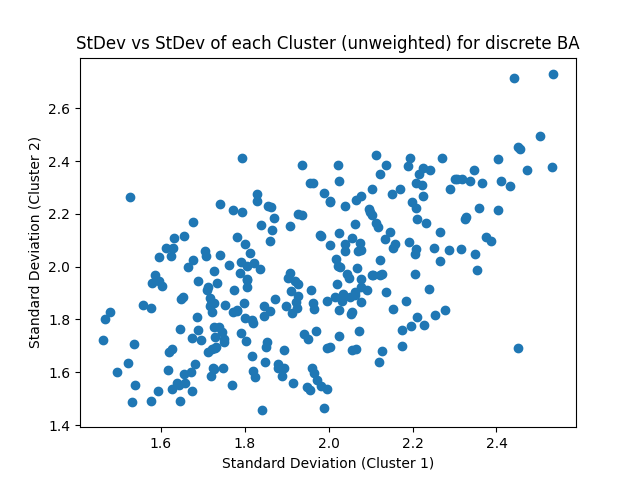 StDev vs StDev of each Cluster (unweighted) for discrete BA
Standard Deviation (Cluster 2)
2.6
2.4
2.2
2.0
1.8
1.6
1.4
1.6 1.8 2.0 2.2 2.4
Standard Deviation (Cluster 1)